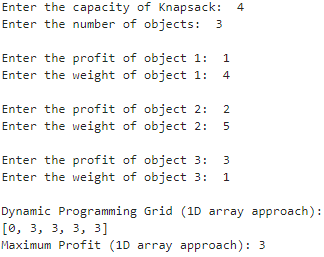 Enter the capacity of Knapsack:  4
Enter the number of objects:  3

Enter the profit of object 1:  1
Enter the weight of object 1:  4

Enter the profit of object 2:  2
Enter the weight of object 2:  5

Enter the profit of object 3:  3
Enter the weight of object 3:  1

Dynamic Programming Grid (1D array approach):
[0, 3, 3, 3, 3]
Maximum Profit (1D array approach): 3